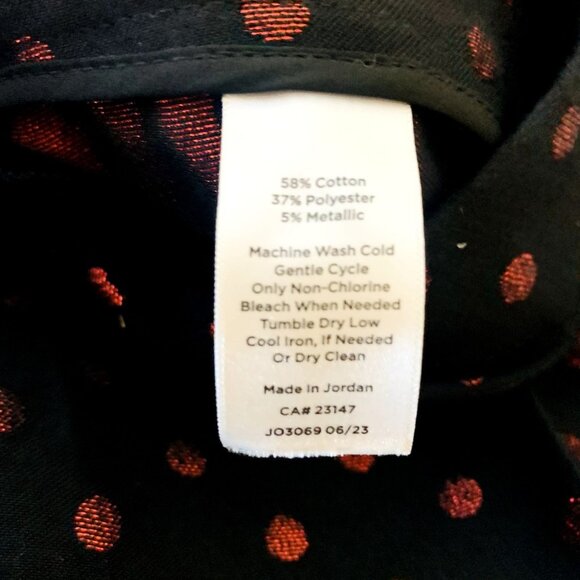 58% Cotton
37% Polyester
5% Metallic
Machine Wash Cold
Gentle Cycle
Only Non-Chlorine
Bleach When Needed
Tumble Dry Low
Cool Iron, If Needed
Or Dry Clean
Made In Jordan
CA# 23147
JO3069 06/23